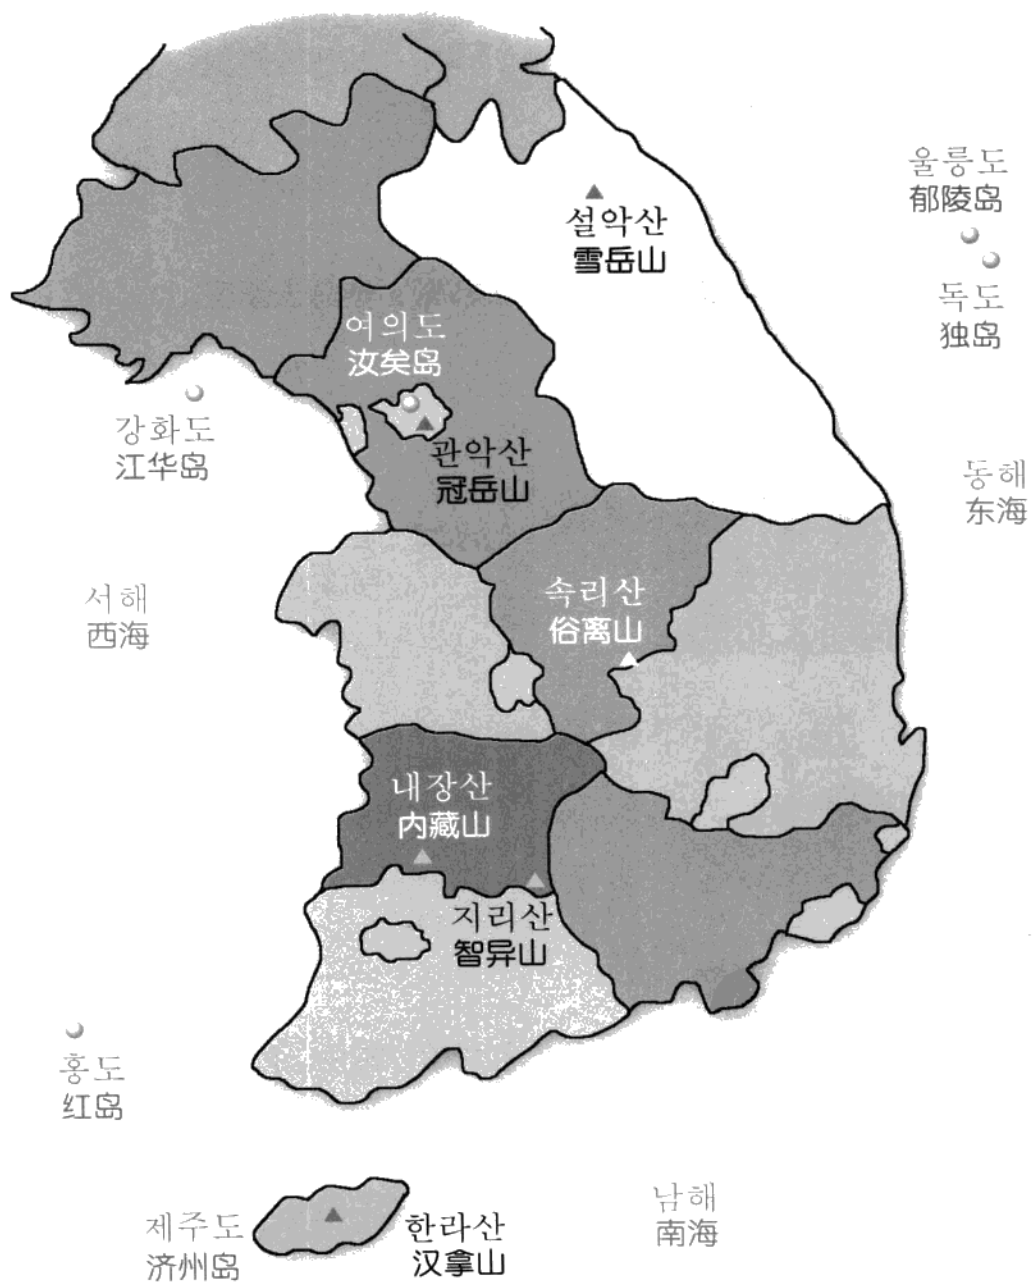 울릉도
郁陵岛
설악산
雪岳山
독도
独岛
여의도
汝矣岛
강화도
江华岛
관악산
冠岳山
동해
东海
서해
西海
속리산
俗离山
내장산
内藏山
지리산
智异山
홍도
红岛
제주도
济州岛
한라산
汉拿山
남해
南海